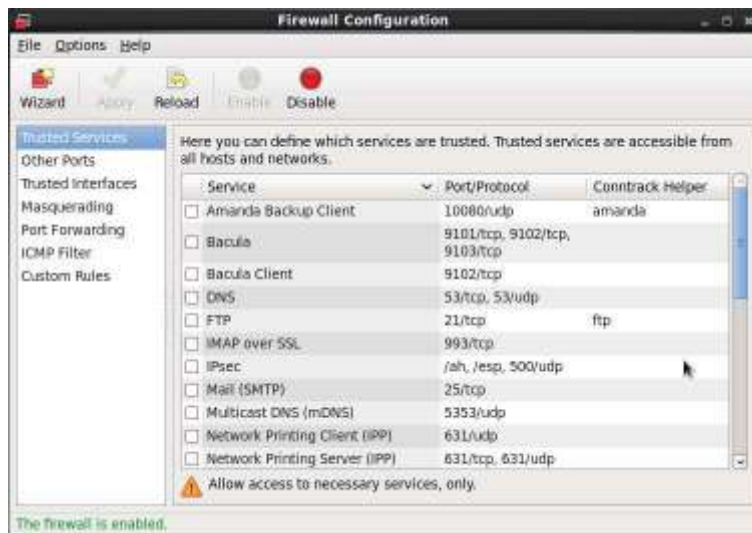 Firewall Configuration
File Options Help
Wizard Apply Reload Enable Disable
Trusted Services
Other Ports
Trusted Interfaces
Masquerading
Port Forwarding
ICMP Filter
Custom Rules
Here you can define which services are trusted. Trusted services are accessible from
all hosts and networks.
Service Port/Protocol Conntrack Helper
Amanda Backup Client 10080/udp amanda
Bacula 9101/tcp, 9102/tcp,
9103/tcp
Bacula Client 9102/tcp
DNS 53/tcp, 53/udp
FTP 21/tcp ftp
IMAP over SSL 993/tcp
IPsec /ah, /esp, 500/udp
Mail (SMTP) 25/tcp
Multicast DNS (mDNS) 5353/udp
Network Printing Client (IPP) 631/udp
Network Printing Server (IPP) 631/tcp, 631/udp
Allow access to necessary services, only.
The firewall is enabled.